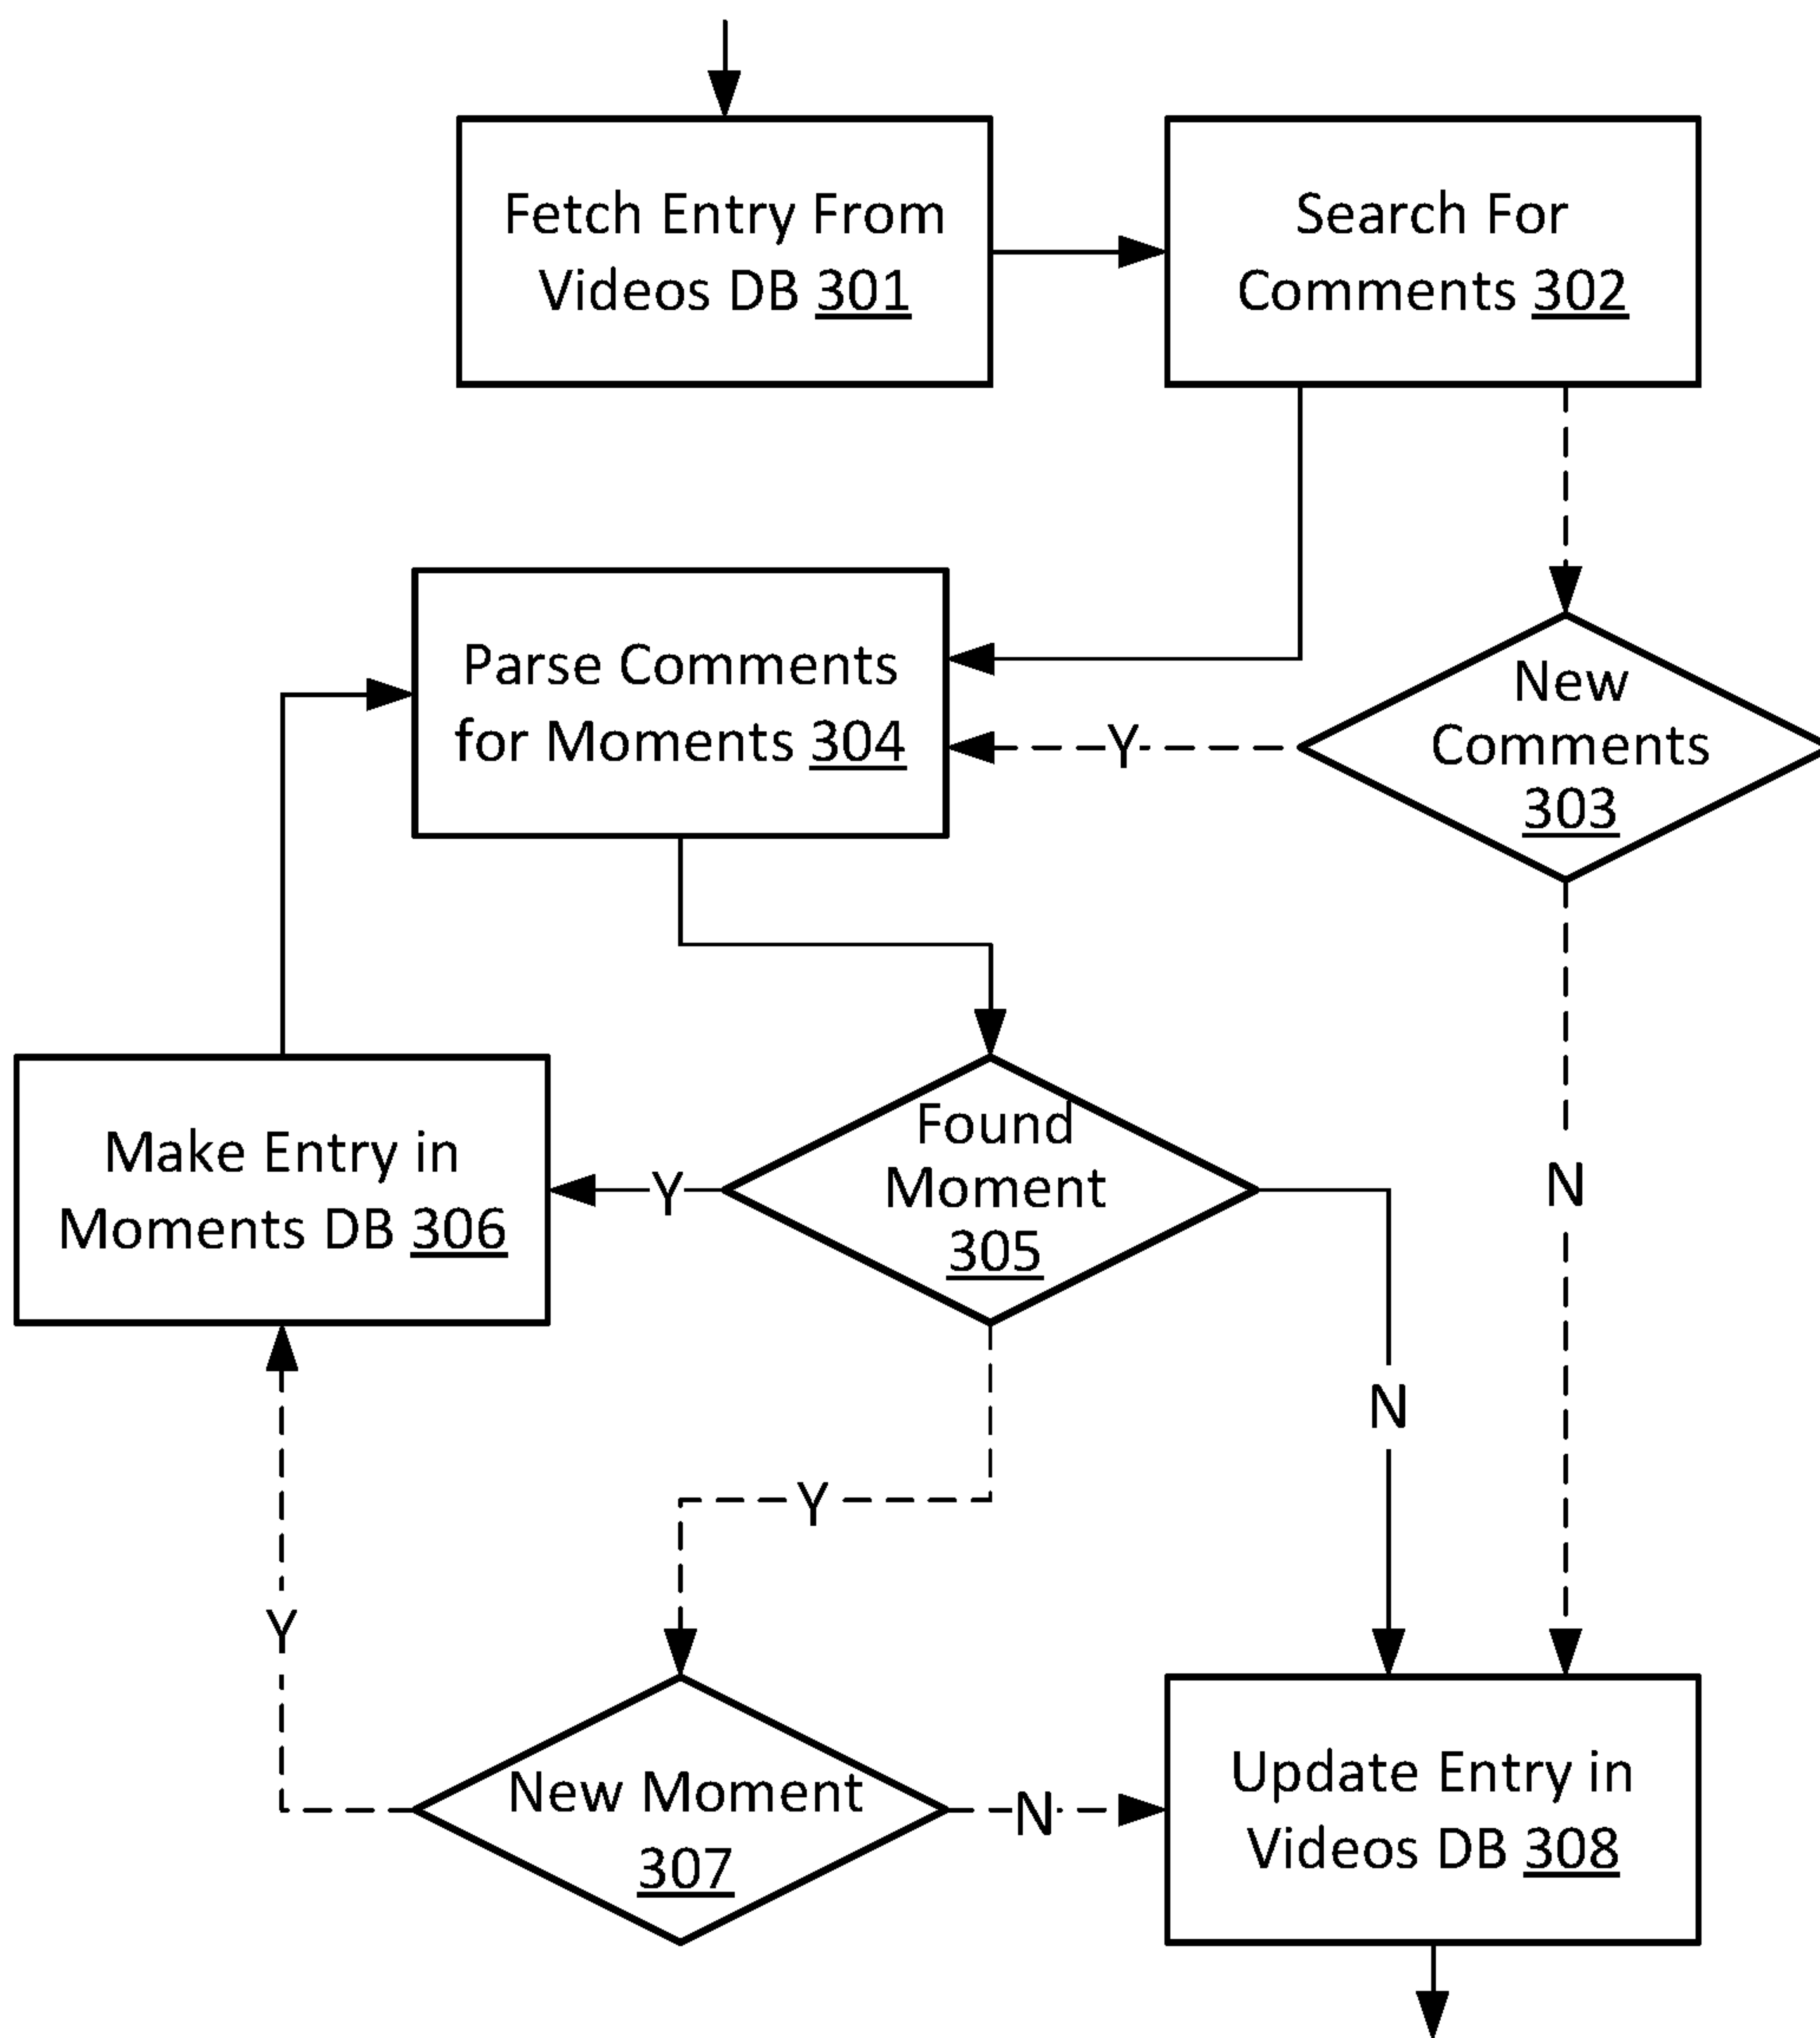 Fetch Entry From
Videos DB 301
Search For
Comments 302
Parse Comments
for Moments 304
Y
New
Comments
303
Make Entry in
Moments DB 306
Y
Found
Moment
305
N
N
Y
Y
New Moment
307
N
Update Entry in
Videos DB 308